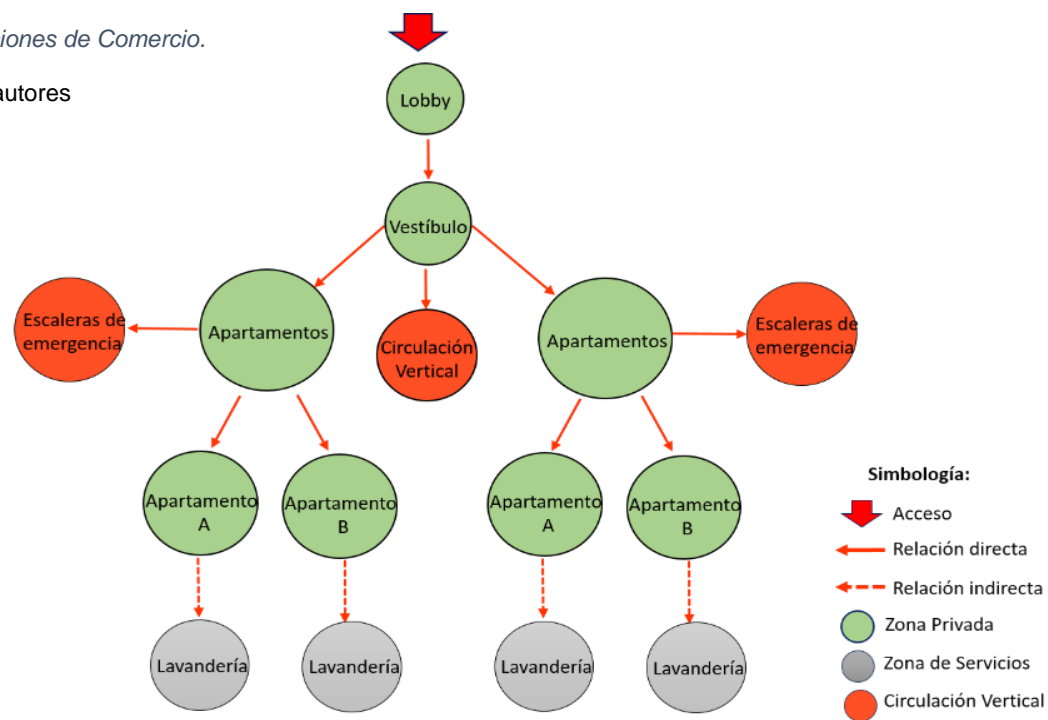 iones de Comercio.
autores
Lobby
Vestíbulo
Escaleras de
emergencia
Apartamentos
Circulación
Vertical
Apartamentos
Escaleras de
emergencia
Apartamento
A
Apartamento
B
Apartamento
A
Apartamento
B
Lavandería
Lavandería
Lavandería
Lavandería
Simbología:
Acceso
Relación directa
Relación indirecta
Zona Privada
Zona de Servicios
Circulación Vertical